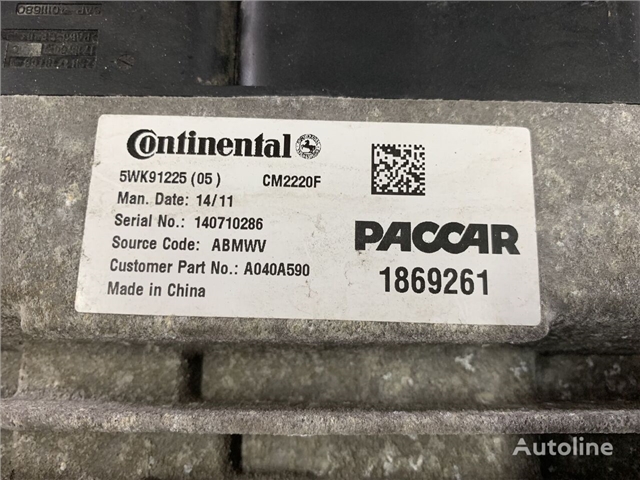 Continental
5WK91225 (05 ) CM2220F
Man. Date: 14/11
Serial No.: 140710286
Source Code: ABMWV
Customer Part No.: A040A590
Made in China
PACCAR
1869261
Autoline